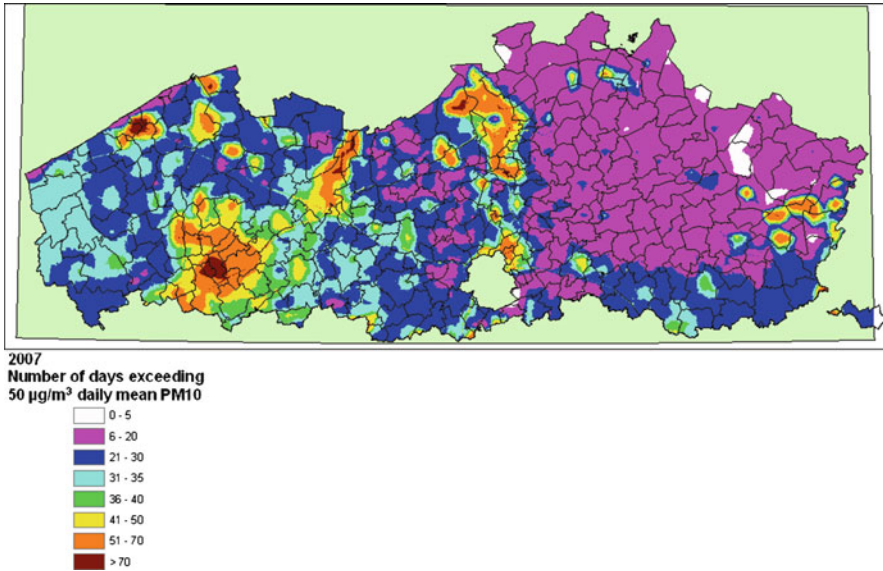 2007
Number of days exceeding
50 µg/m³ daily mean PM10
0 - 5
6 - 20
21 - 30
31 - 35
36 - 40
41 - 50
51 - 70
>70